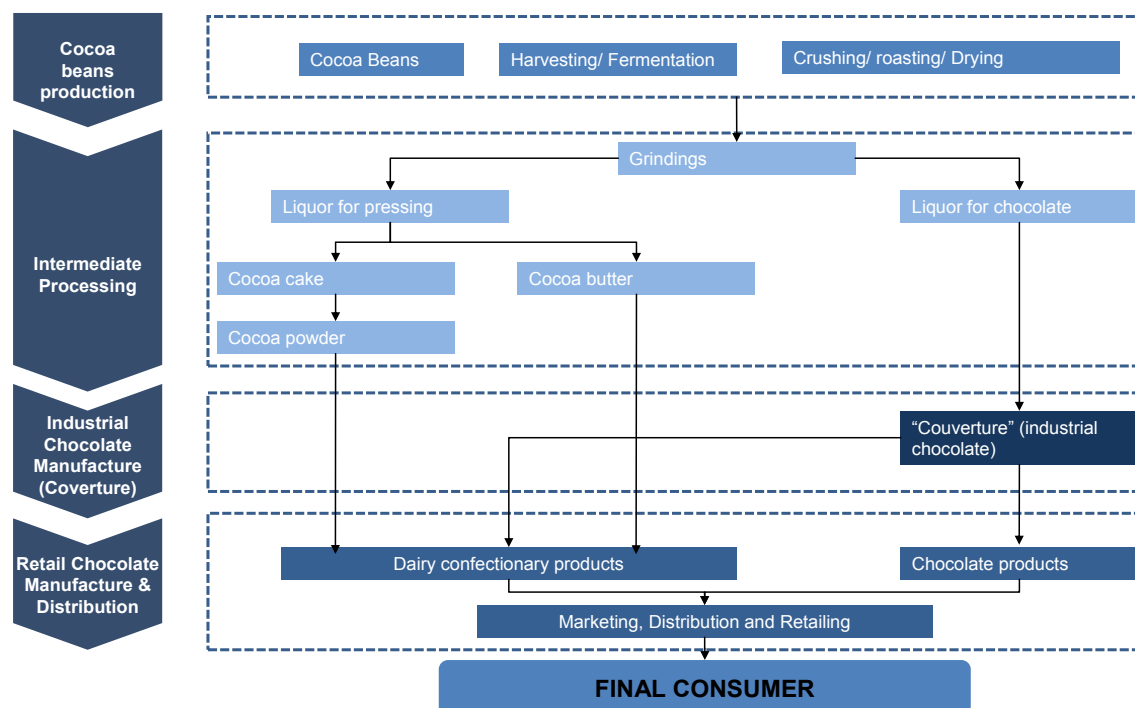 Cocoa
beans
production
Cocoa Beans
Harvesting/ Fermentation
Crushing/ roasting/ Drying
Intermediate
Processing
Grindings
Liquor for pressing
Liquor for chocolate
Cocoa cake
Cocoa butter
Cocoa powder
Industrial
Chocolate
Manufacture
(Coverture)
“Couverture” (industrial
chocolate)
Retail Chocolate
Manufacture &
Distribution
Dairy confectionary products
Chocolate products
Marketing, Distribution and Retailing
FINAL CONSUMER